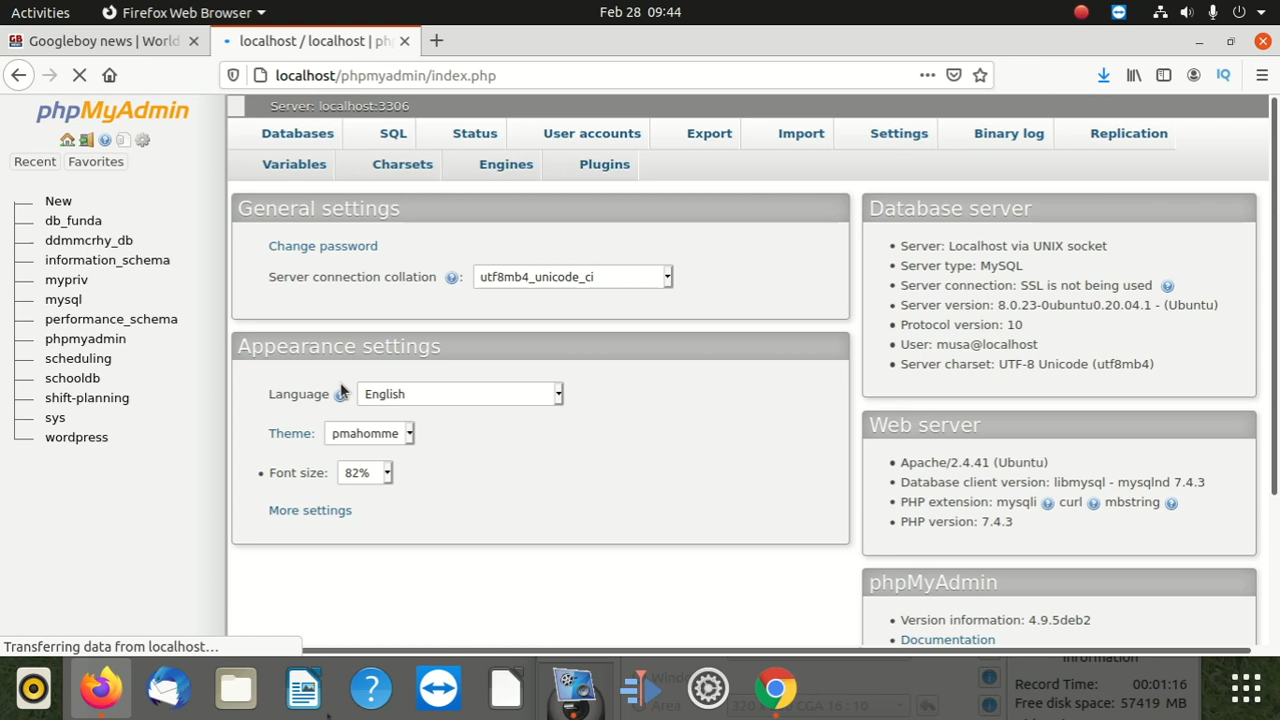 Activities
Firefox Web Browser
Feb 28 09:44
Googleboy news | World
localhost / localhost | php
localhost/phpmyadmin/index.php
IQ
phpMyAdmin
Recent
Favorites
New
db_funda
ddmmcrhy_db
information_schema
mypriv
mysql
performance_schema
phpmyadmin
scheduling
schooldb
shift-planning
sys
wordpress
Server: localhost:3306
Databases
SQL
Status
User accounts
Export
Import
Settings
Binary log
Replication
Variables
Charsets
Engines
Plugins
General settings
Change password
Server connection collation : utf8mb4_unicode_ci
Appearance settings
Language English
Theme: pmahomme
Font size: 82%
More settings
Database server
Server: Localhost via UNIX socket
Server type: MySQL
Server connection: SSL is not being used
Server version: 8.0.23-0ubuntu0.20.04.1 - (Ubuntu)
Protocol version: 10
User: musa@localhost
Server charset: UTF-8 Unicode (utf8mb4)
Web server
Apache/2.4.41 (Ubuntu)
Database client version: libmysql - mysqlnd 7.4.3
PHP extension: mysqli curl mbstring
PHP version: 7.4.3
phpMyAdmin
Version information: 4.9.5deb2
Documentation
Transferring data from localhost…
Information
Record Time: 00:01:16
Free disk space: 57419 MB
Area